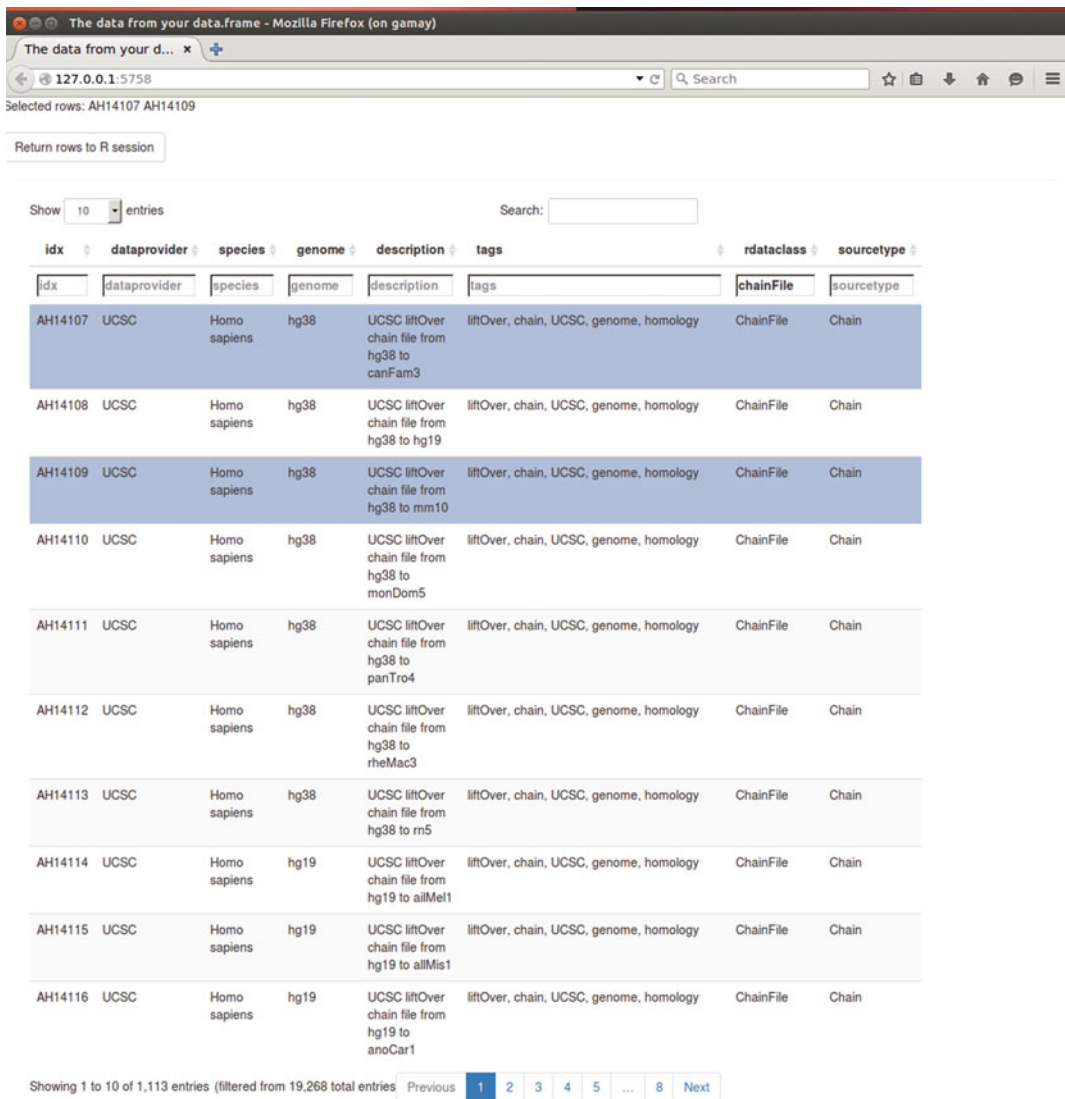 The data from your data.frame - Mozilla Firefox (on gamay)
The data from your d...
127.0.0.1:5758
Search
Selected rows: AH14107 AH14109
Return rows to R session
Show 10 entries
Search:
idx dataprovider species genome description tags rdataclass sourcetype
idx dataprovider species genome description tags chainFile sourcetype
AH14107 UCSC Homo hg38 UCSC liftOver liftOver, chain, UCSC, genome, homology ChainFile Chain
sapiens chain file from
hg38 to
canFam3
AH14108 UCSC Homo hg38 UCSC liftOver liftOver, chain, UCSC, genome, homology ChainFile Chain
sapiens chain file from
hg38 to hg19
AH14109 UCSC Homo hg38 UCSC liftOver liftOver, chain, UCSC, genome, homology ChainFile Chain
sapiens chain file from
hg38 to mm10
AH14110 UCSC Homo hg38 UCSC liftOver liftOver, chain, UCSC, genome, homology ChainFile Chain
sapiens chain file from
hg38 to
monDom5
AH14111 UCSC Homo hg38 UCSC liftOver liftOver, chain, UCSC, genome, homology ChainFile Chain
sapiens chain file from
hg38 to
panTro4
AH14112 UCSC Homo hg38 UCSC liftOver liftOver, chain, UCSC, genome, homology ChainFile Chain
sapiens chain file from
hg38 to
rheMac3
AH14113 UCSC Homo hg38 UCSC liftOver liftOver, chain, UCSC, genome, homology ChainFile Chain
sapiens chain file from
hg38 to rn5
AH14114 UCSC Homo hg19 UCSC liftOver liftOver, chain, UCSC, genome, homology ChainFile Chain
sapiens chain file from
hg19 to ailMel1
AH14115 UCSC Homo hg19 UCSC liftOver liftOver, chain, UCSC, genome, homology ChainFile Chain
sapiens chain file from
hg19 to allMis1
AH14116 UCSC Homo hg19 UCSC liftOver liftOver, chain, UCSC, genome, homology ChainFile Chain
sapiens chain file from
hg19 to
anoCar1
Showing 1 to 10 of 1,113 entries (filtered from 19,268 total entries Previous 1 2 3 4 5 ... 8 Next